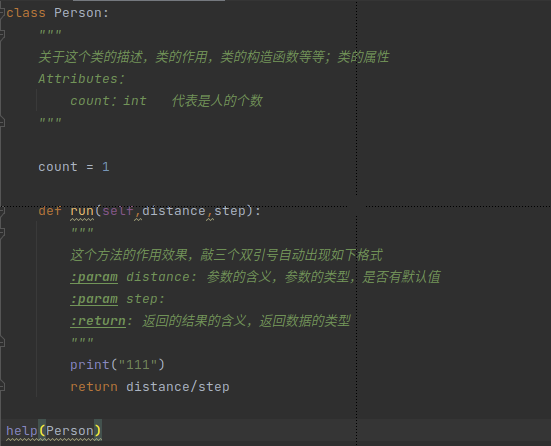 class Person:
    """
    关于这个类的描述，类的作用，类的构造函数等等；类的属性
    Attributes：
        count：int   代表是人的个数
    """
    count = 1
    def run(self,distance,step):
        """
        这个方法的作用效果，敲三个双引号自动出现如下格式
        :param distance: 参数的含义，参数的类型，是否有默认值
        :param step:
        :return: 返回的结果的含义，返回数据的类型
        """
        print("111")
        return distance/step
help(Person)